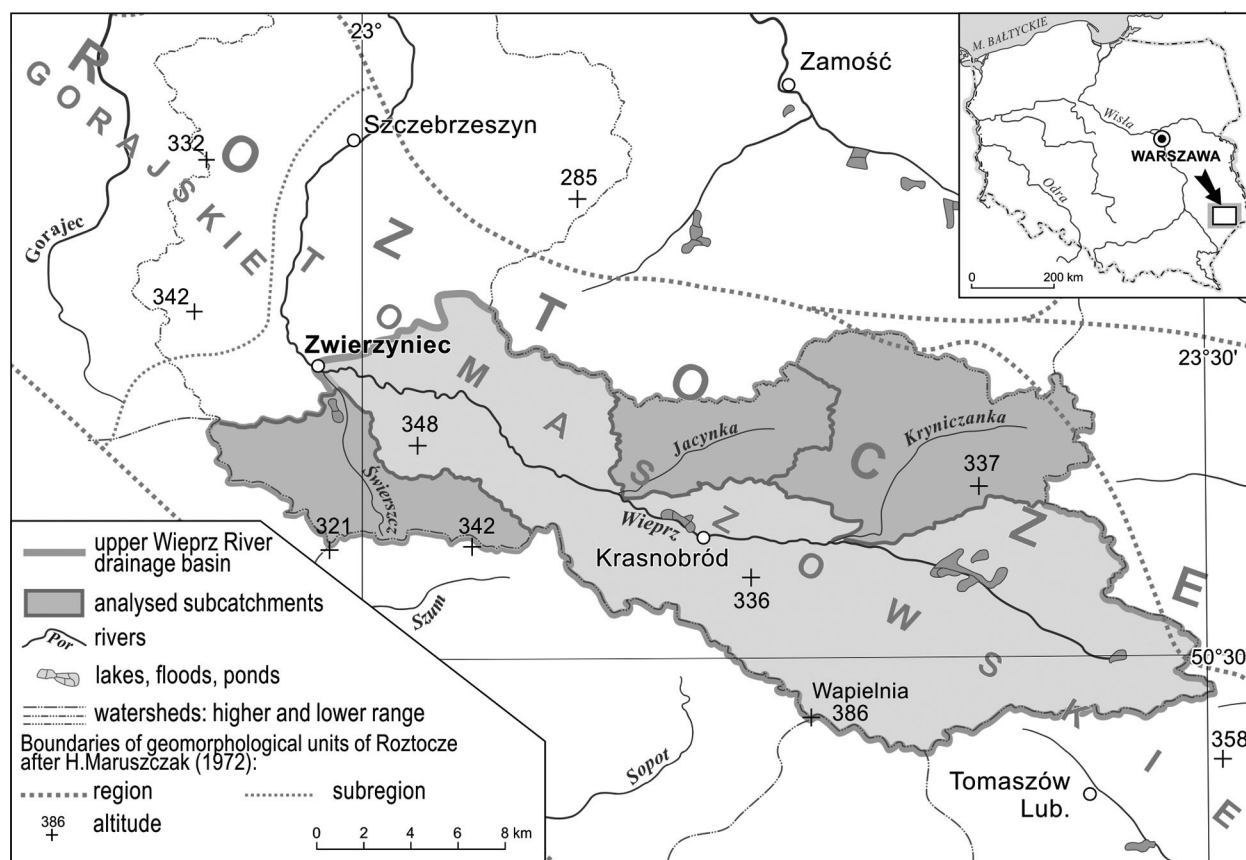 23°
Zamość
Szczebrzeszyn
332
285
Gorajec
342
Zwierzyniec
23°30'
348
Jacynka
Kryniczanka
337
Świerszcz
Wieprz
321
342
Krasnobród
336
Szum
50°30
Wapielnia
386
358
Sopot
Tomaszów
Lub.
ROZTOCZE
GORAJSKIE
TOMASZOWSKIE
M. BAŁTYCKIE
Wisła
WARSZAWA
Odra
0 200 km
upper Wieprz River
drainage basin
analysed subcatchments
Por rivers
lakes, floods, ponds
watersheds: higher and lower range
Boundaries of geomorphological units of Roztocze
after H.Maruszczak (1972):
region subregion
386 altitude
0 2 4 6 8 km